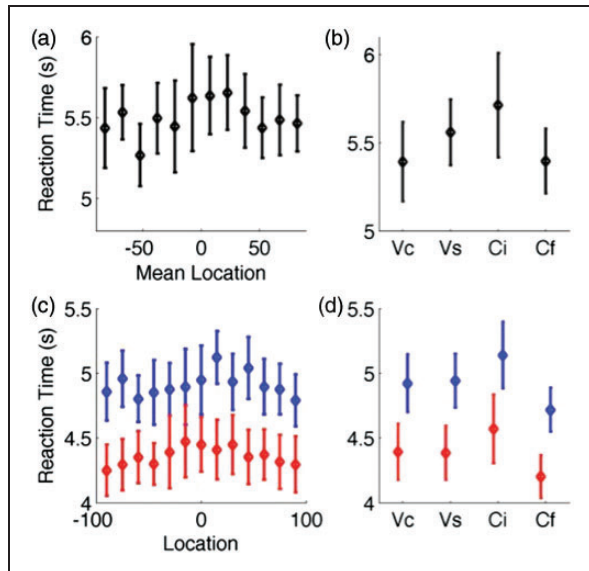 (a)
Reaction Time (s)
6
5.5
5
-50 0 50
Mean Location
(b)
6
5.5
5
Vc Vs Ci Cf
(c)
Reaction Time (s)
5.5
5
4.5
4
-100 0 100
Location
(d)
5.5
5
4.5
4
Vc Vs Ci Cf